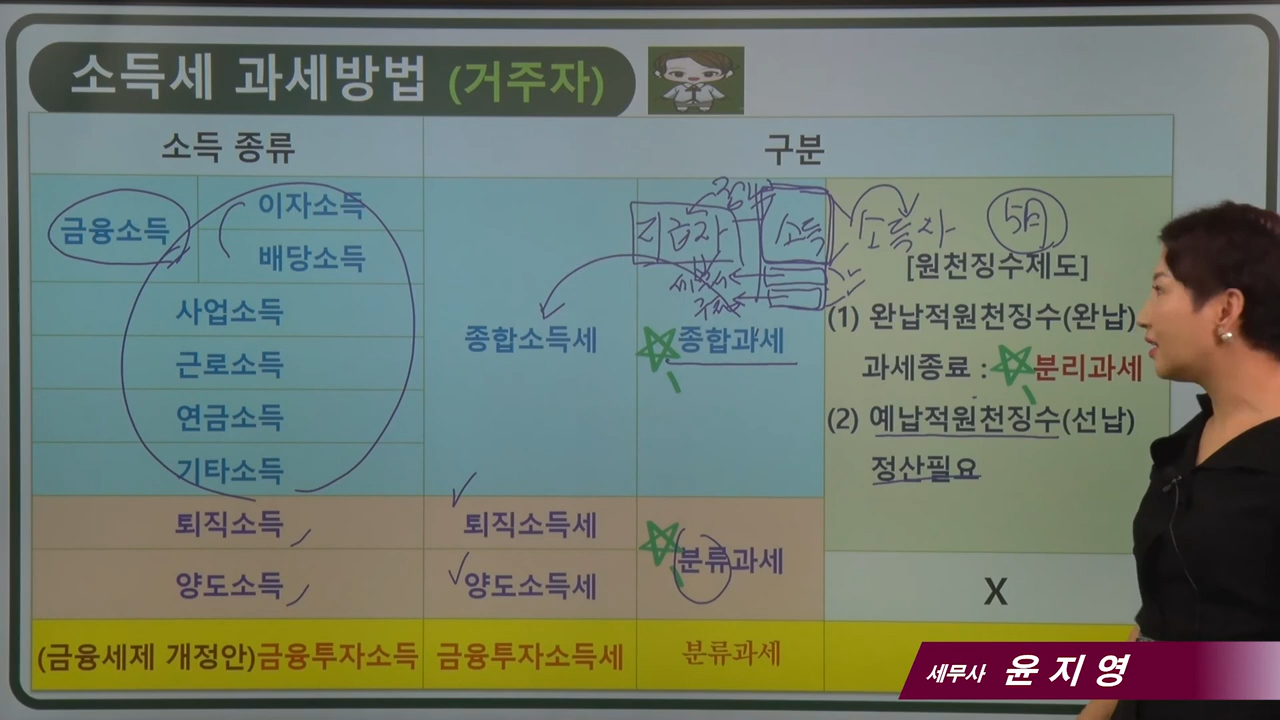 소득세 과세방법 (거주자)
소득 종류
구분
금융소득
이자소득
배당소득
사업소득
근로소득
연금소득
기타소득
종합소득세
종합과세
지급자
소득
소득자
5月
[원천징수제도]
(1) 완납적원천징수(완납)
과세종료 : 분리과세
(2) 예납적원천징수(선납)
정산필요
퇴직소득
퇴직소득세
분류과세
양도소득
양도소득세
X
(금융세제 개정안)금융투자소득
금융투자소득세
분류과세
세무사 윤지영